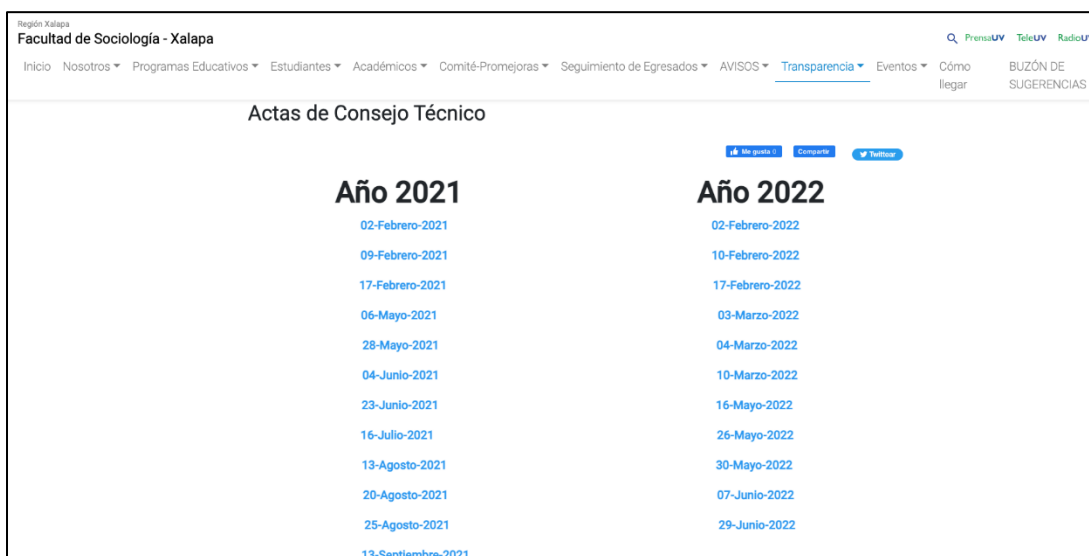 Región Xalapa
Facultad de Sociología - Xalapa
PrensaUV TeleUV
Inicio Nosotros Programas Educativos Estudiantes Académicos Comité-Promejoras Seguimiento de Egresados AVISOS Transparencia Eventos Cómo llegar BUZÓN DE SUGERENCIAS
Actas de Consejo Técnico
Me gusta 0 Compartir Twittear
Año 2021
02-Febrero-2021
09-Febrero-2021
17-Febrero-2021
06-Mayo-2021
28-Mayo-2021
04-Junio-2021
23-Junio-2021
16-Julio-2021
13-Agosto-2021
20-Agosto-2021
25-Agosto-2021
13-Septiembre-2021
Año 2022
02-Febrero-2022
10-Febrero-2022
17-Febrero-2022
03-Marzo-2022
04-Marzo-2022
10-Marzo-2022
16-Mayo-2022
26-Mayo-2022
30-Mayo-2022
07-Junio-2022
29-Junio-2022